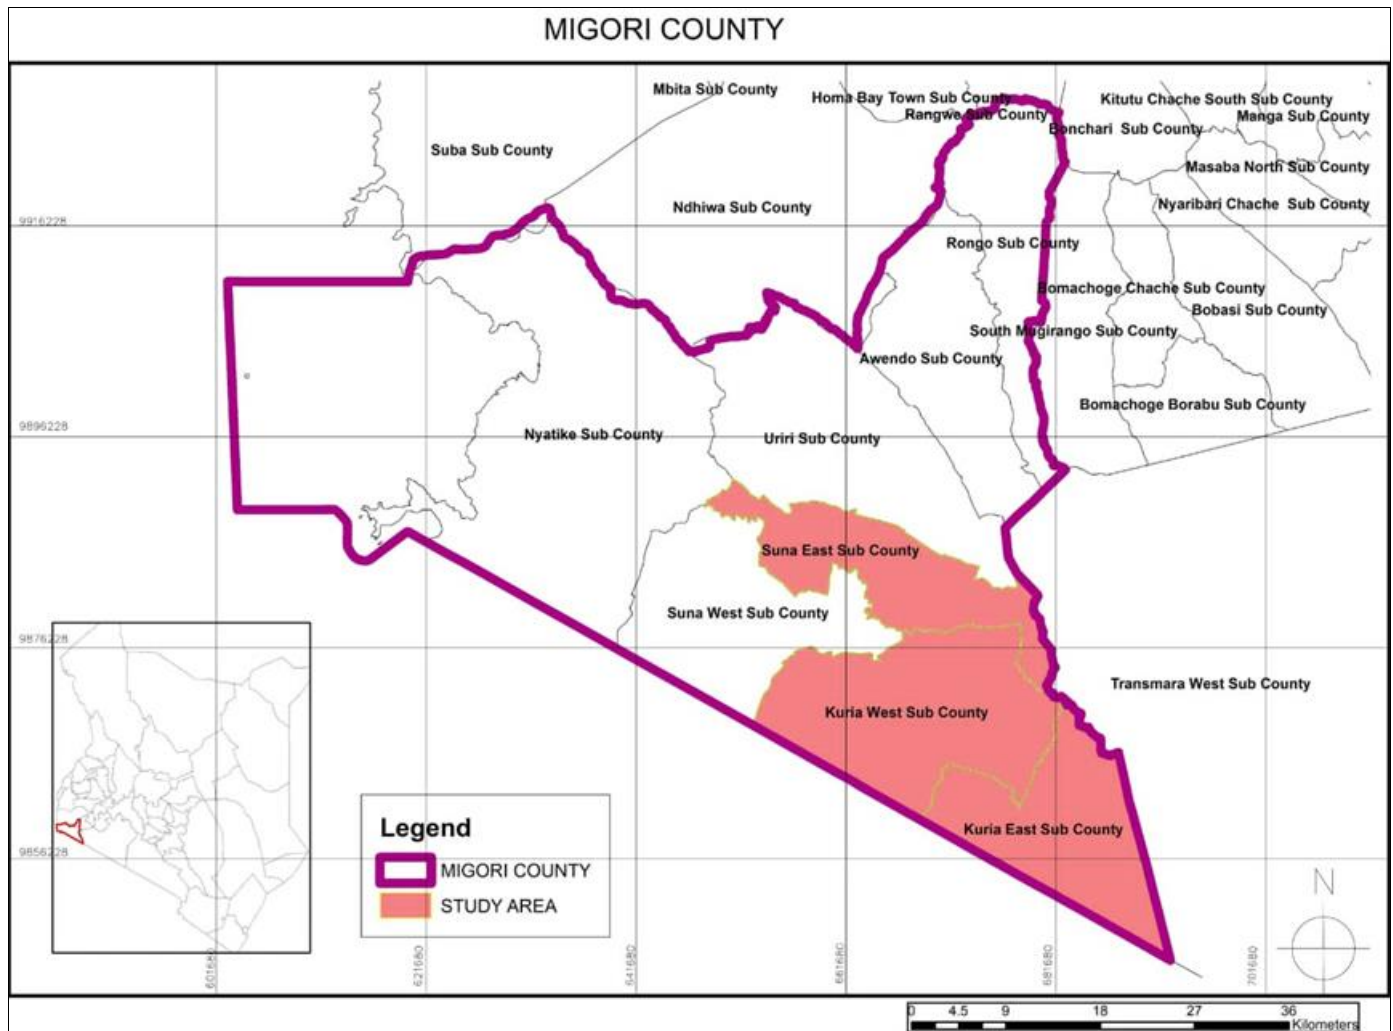 MIGORI COUNTY
Mbita Sub County
Homa Bay Town Sub County
Kitutu Chache South Sub County
Rangwe Sub County
Manga Sub County
Bonchari Sub County
Suba Sub County
Masaba North Sub County
Ndhiwa Sub County
Nyaribari Chache Sub County
9916228
Rongo Sub County
Bomachoge Chache Sub County
Bobasi Sub County
South Mugirango Sub County
Awendo Sub County
Bomachoge Borabu Sub County
9896228
Nyatike Sub County
Uriri Sub County
Suna East Sub County
Suna West Sub County
9876228
Transmara West Sub County
Kuria West Sub County
Kuria East Sub County
Legend
MIGORI COUNTY
STUDY AREA
9856228
N
601680
621680
641680
661680
681680
701680
0 4.5 9 18 27 36
Kilometers